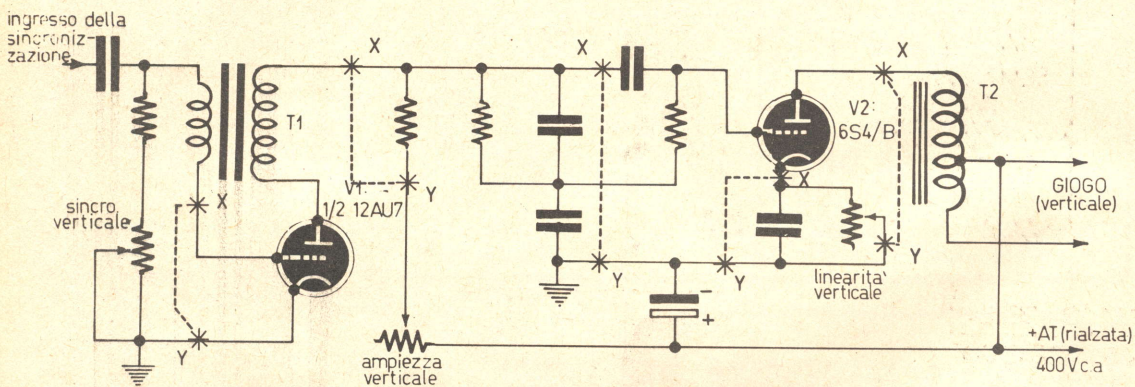 ingresso della
sincroniz-
zazione
X
X
X
T1
V2:
6S4/B
T2
X
Y
V1:
1/2 12AU7
X
GIOGO
(verticale)
sincro
verticale
Y
Y
Y
linearità
verticale
Y
Y
-
+
ampiezza
verticale
+AT (rialzata)
400Vc.a